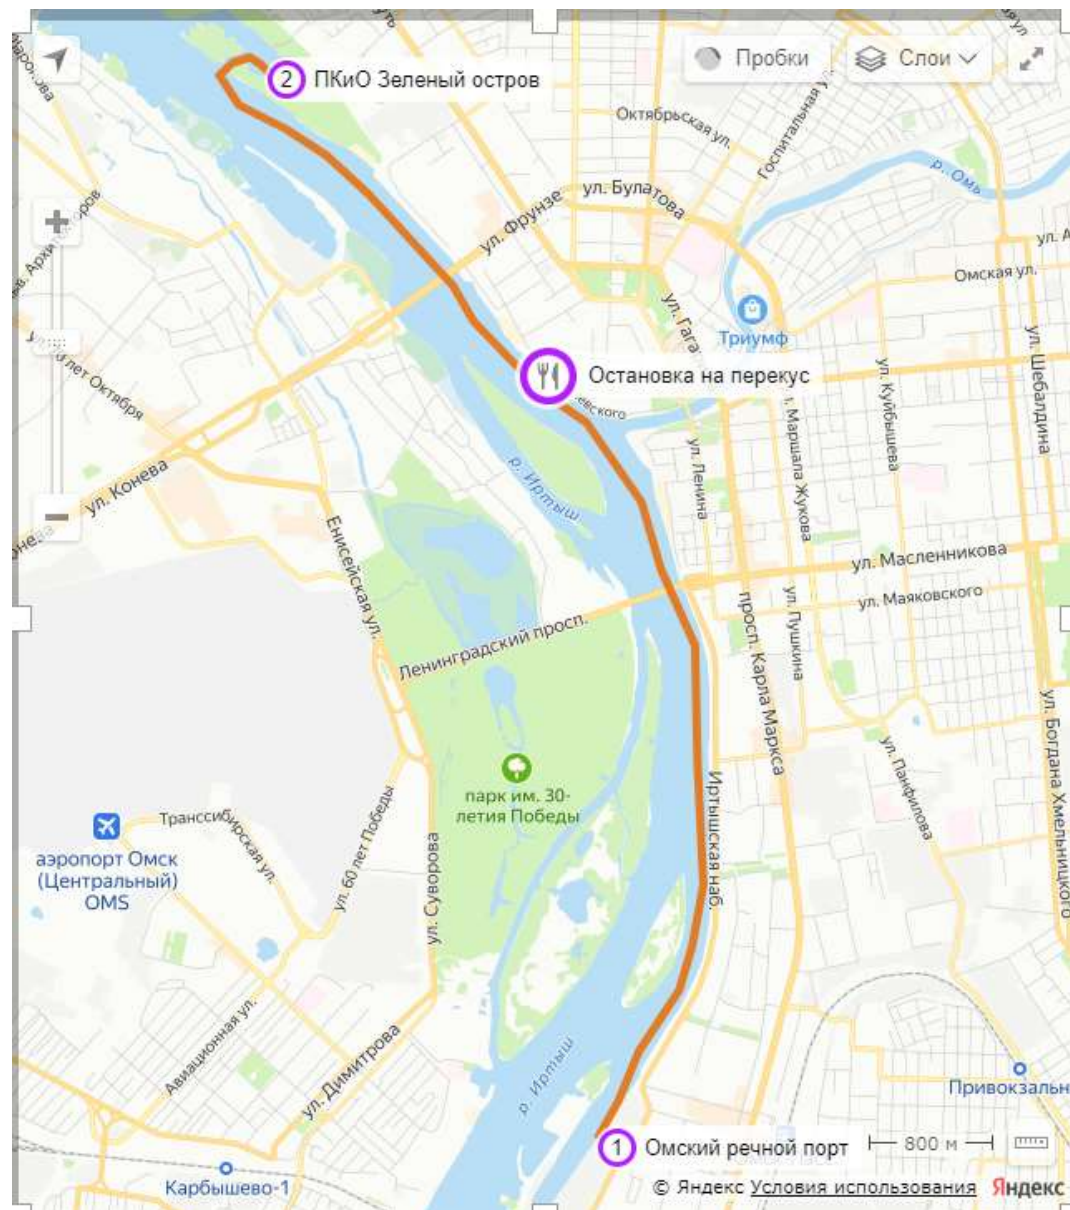 Пробки
Слои
2 ПКиО Зеленый остров
Октябрьская ул.
Госпитальная у
р. Омь
ул. Булатова
ул. Фрунзе
Омская ул.
ул. Гага
Триумф
ул. Шебалдина
лет Октября
Остановка на перекус
евского
ул. Куйбышева
ул. Маршала Жукова
ул. Ленина
р. Иртыш
ул. Конева
Енисейская ул.
ул. Масленникова
ул. Маяковского
Ленинградский просп.
просп. Карла Маркса
ул. Пушкина
ул. Богдана Хмельницкого
ул. Панфилова
Иртышская наб.
парк им. 30-
летия Победы
Транссибирская ул.
ул. 60 лет Победы
аэропорт Омск
(Центральный)
OMS
ул. Суворова
Авиационная ул.
ул. Димитрова
р. Иртыш
Привокзальн
1 Омский речной порт
800 м
Карбышево-1
© Яндекс Условия использования Яндекс